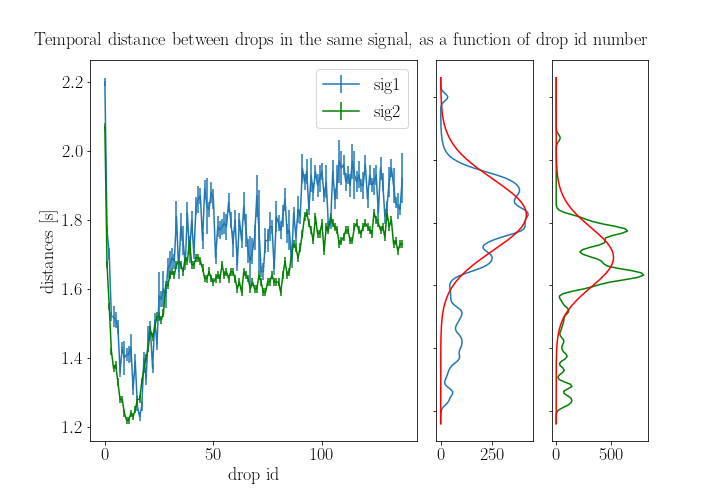 Temporal distance between drops in the same signal, as a function of drop id number
sig1
sig2
2.2
2.0
1.8
1.6
1.4
1.2
distances [s]
0
50
100
drop id
0
250
0
500